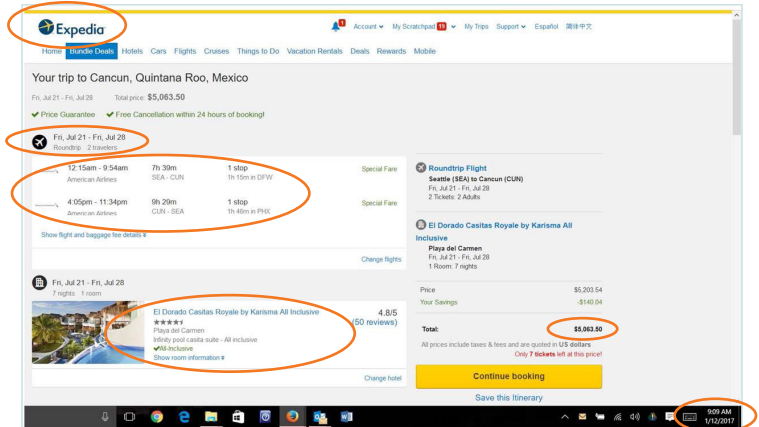 Expedia
1 Account My Scratchpad 15 My Trips Support Español 简体中文
Home Bundle Deals Hotels Cars Flights Cruises Things to Do Vacation Rentals Deals Rewards Mobile
Your trip to Cancun, Quintana Roo, Mexico
Fri, Jul 21 - Fri, Jul 28 Total price: $5,063.50
Price Guarantee Free Cancellation within 24 hours of booking!
Fri, Jul 21 - Fri, Jul 28
Roundtrip 2 travelers
12:15am - 9:54am 7h 39m 1 stop Special Fare
American Airlines SEA - CUN 1h 15m in DFW
4:05pm - 11:34pm 9h 29m 1 stop Special Fare
American Airlines CUN - SEA 1h 46m in PHX
Show flight and baggage fee details
Change flights
Fri, Jul 21 - Fri, Jul 28
7 nights 1 room
El Dorado Casitas Royale by Karisma All Inclusive 4.8/5
(50 reviews)
Playa del Carmen
Infinity pool casita suite - All inclusive
All-Inclusive
Show room information
Change hotel
Roundtrip Flight
Seattle (SEA) to Cancun (CUN)
Fri, Jul 21 - Fri, Jul 28
2 Tickets: 2 Adults
El Dorado Casitas Royale by Karisma All
Inclusive
Playa del Carmen
Fri, Jul 21 - Fri, Jul 28
1 Room: 7 nights
Price $5,203.54
Your Savings -$140.04
Total: $5,063.50
All prices include taxes & fees and are quoted in US dollars
Only 7 tickets left at this price!
Continue booking
Save this Itinerary
9:09 AM
1/12/2017